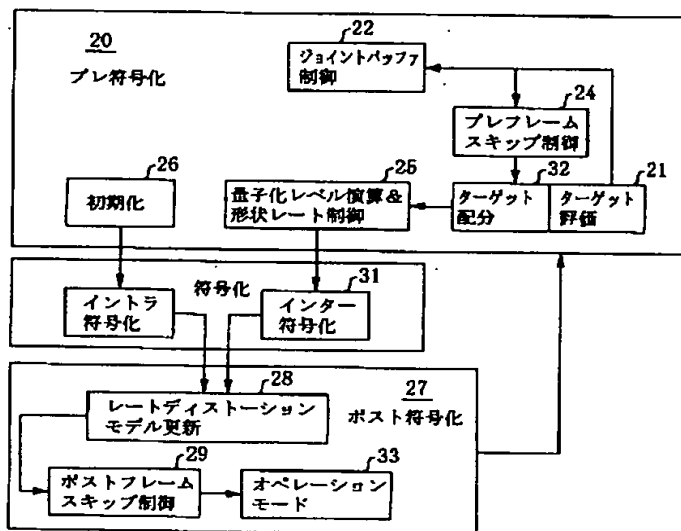 20
プレ符号化
22
ジョイントバッファ
制御
24
プレフレーム
スキップ制御
26
初期化
25
量子化レベル演算&
形状レート制御
32
ターゲット
配分
21
ターゲット
評価
符号化
イントラ
符号化
31
インター
符号化
28
レートディストーション
モデル更新
27
ポスト符号化
29
ポストフレーム
スキップ制御
33
オペレーション
モード